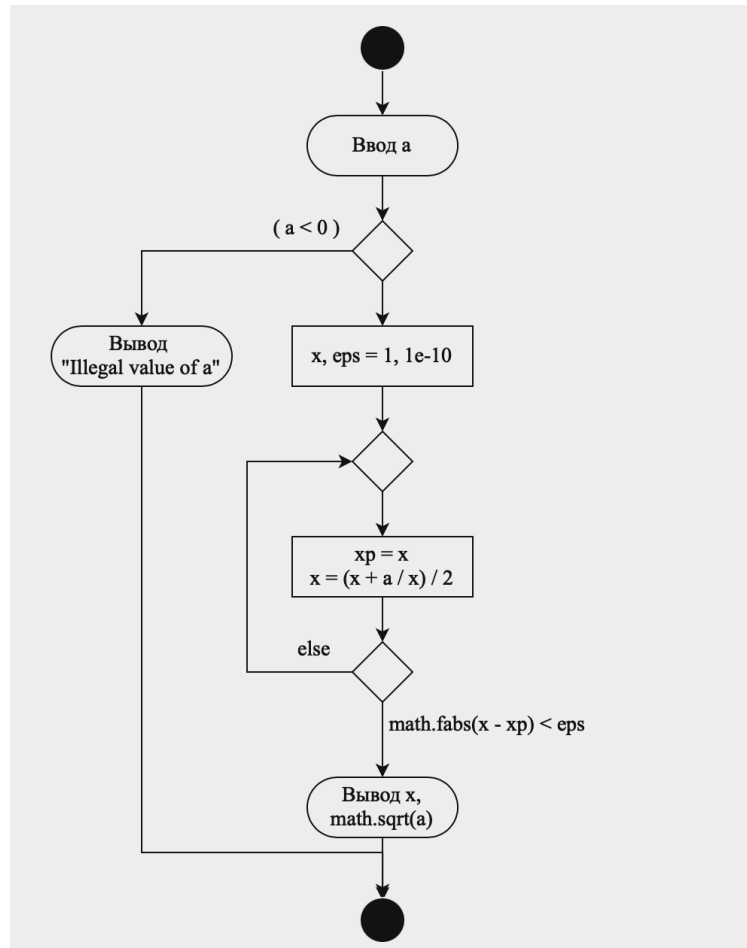 Ввод a
( a < 0 )
Вывод
"Illegal value of a"
x, eps = 1, 1e-10
xp = x
x = (x + a / x) / 2
else
math.fabs(x - xp) < eps
Вывод x,
math.sqrt(a)